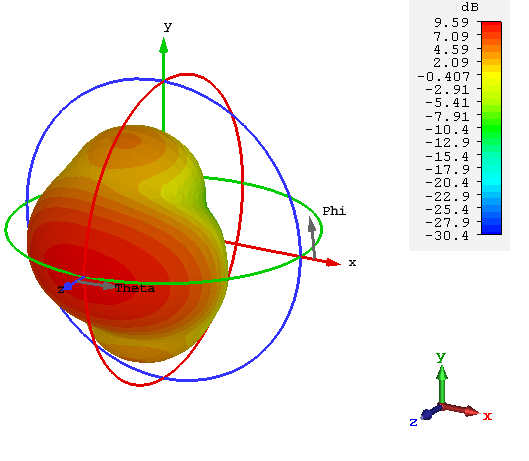 dB
9.59
7.09
4.59
2.09
-0.407
-2.91
-5.41
-7.91
-10.4
-12.9
-15.4
-17.9
-20.4
-22.9
-25.4
-27.9
-30.4
y
Phi
x
z
Theta
y
x
z